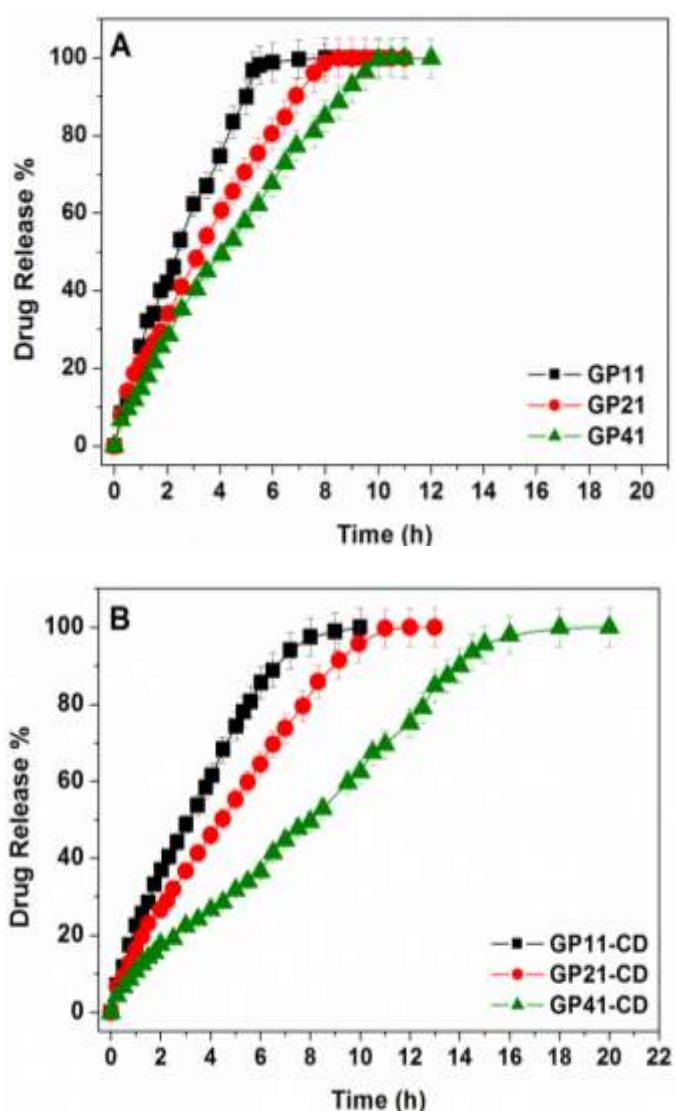 A
Drug Release %
100
80
60
40
20
0
GP11
GP21
GP41
0 2 4 6 8 10 12 14 16 18 20
Time (h)
B
Drug Release %
100
80
60
40
20
0
GP11-CD
GP21-CD
GP41-CD
0 2 4 6 8 10 12 14 16 18 20 22
Time (h)